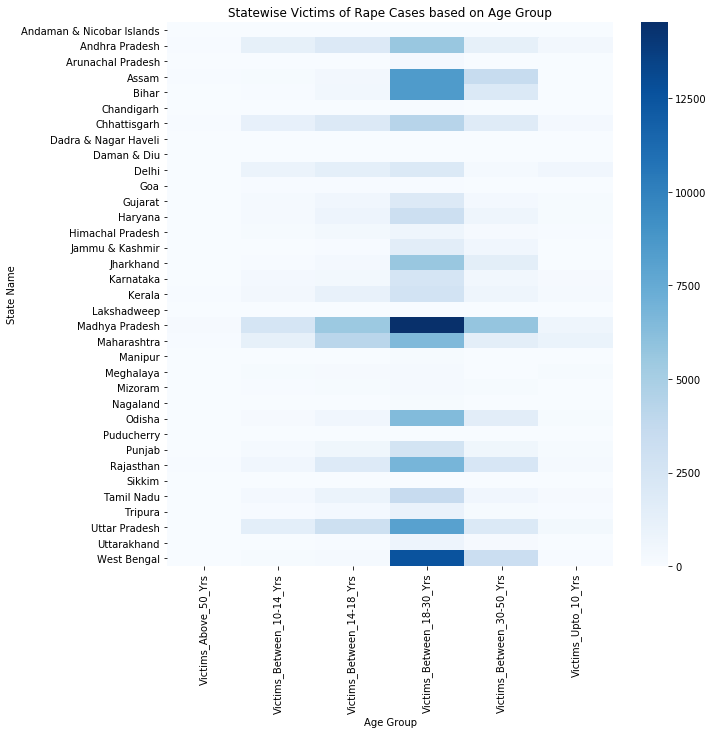 Statewise Victims of Rape Cases based on Age Group
State Name
Andaman & Nicobar Islands
Andhra Pradesh
Arunachal Pradesh
Assam
Bihar
Chandigarh
Chhattisgarh
Dadra & Nagar Haveli
Daman & Diu
Delhi
Goa
Gujarat
Haryana
Himachal Pradesh
Jammu & Kashmir
Jharkhand
Karnataka
Kerala
Lakshadweep
Madhya Pradesh
Maharashtra
Manipur
Meghalaya
Mizoram
Nagaland
Odisha
Puducherry
Punjab
Rajasthan
Sikkim
Tamil Nadu
Tripura
Uttar Pradesh
Uttarakhand
West Bengal
Victims_Above_50_Yrs
Victims_Between_10-14_Yrs
Victims_Between_14-18_Yrs
Victims_Between_18-30_Yrs
Victims_Between_30-50_Yrs
Victims_Upto_10_Yrs
Age Group
12500
10000
7500
5000
2500
0